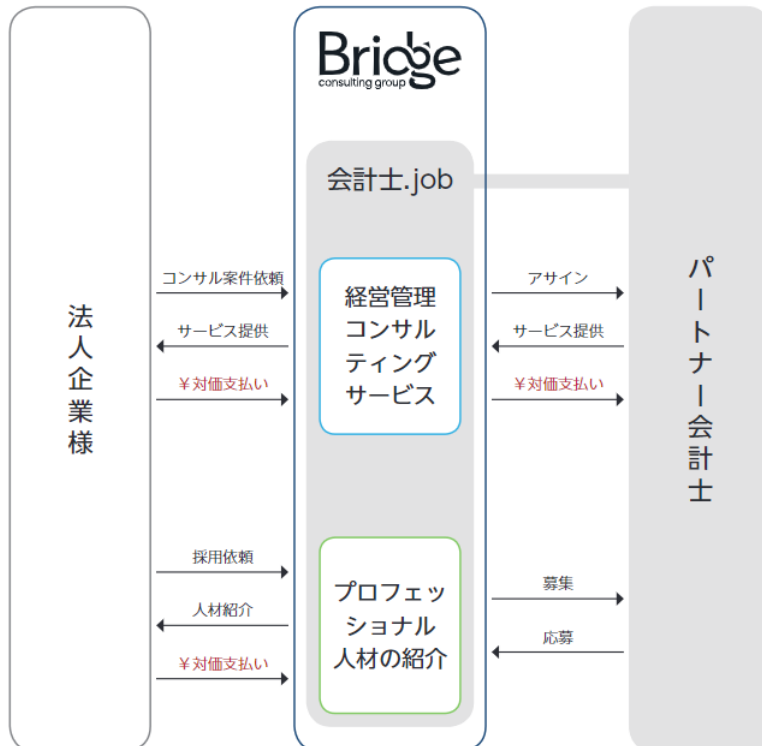 Bridge
consulting group
会計士.job
法人企業様
コンサル案件依頼
サービス提供
￥対価支払い
経営管理
コンサル
ティング
サービス
アサイン
サービス提供
￥対価支払い
パートナー会計士
採用依頼
人材紹介
￥対価支払い
プロフェッ
ショナル
人材の紹介
募集
応募